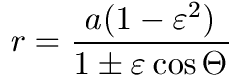 r = \frac{a(1 - \varepsilon^2)}{1 \pm \varepsilon \cos \Theta}